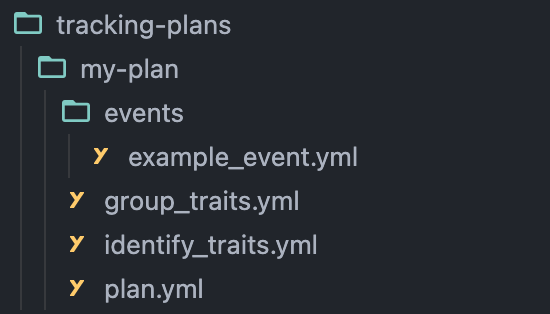 tracking-plans
my-plan
events
example_event.yml
group_traits.yml
identify_traits.yml
plan.yml